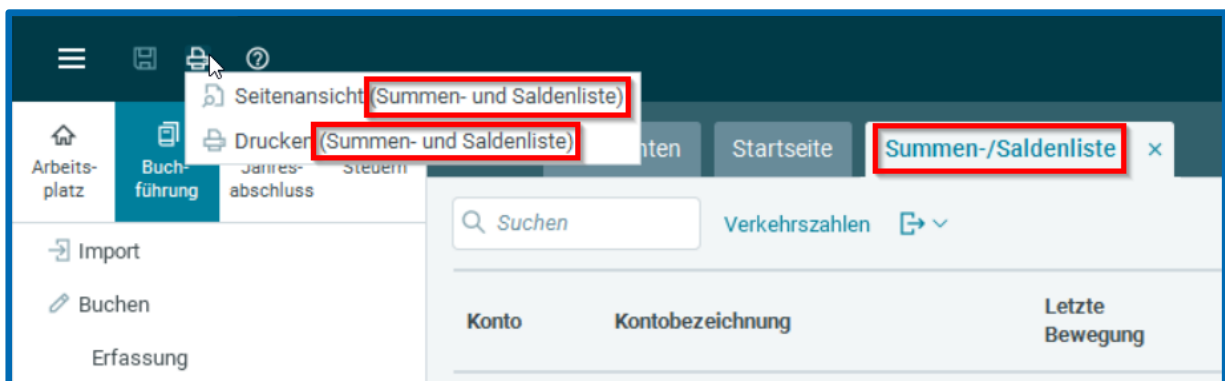 Seitenansicht (Summen- und Saldenliste)
Drucken (Summen- und Saldenliste)
Arbeits-
platz
Buch-
führung
Jahres-
abschluss
Steuern
Startseite
Summen-/Saldenliste ×
Suchen
Verkehrszahlen
Import
Buchen
Erfassung
Konto
Kontobezeichnung
Letzte
Bewegung